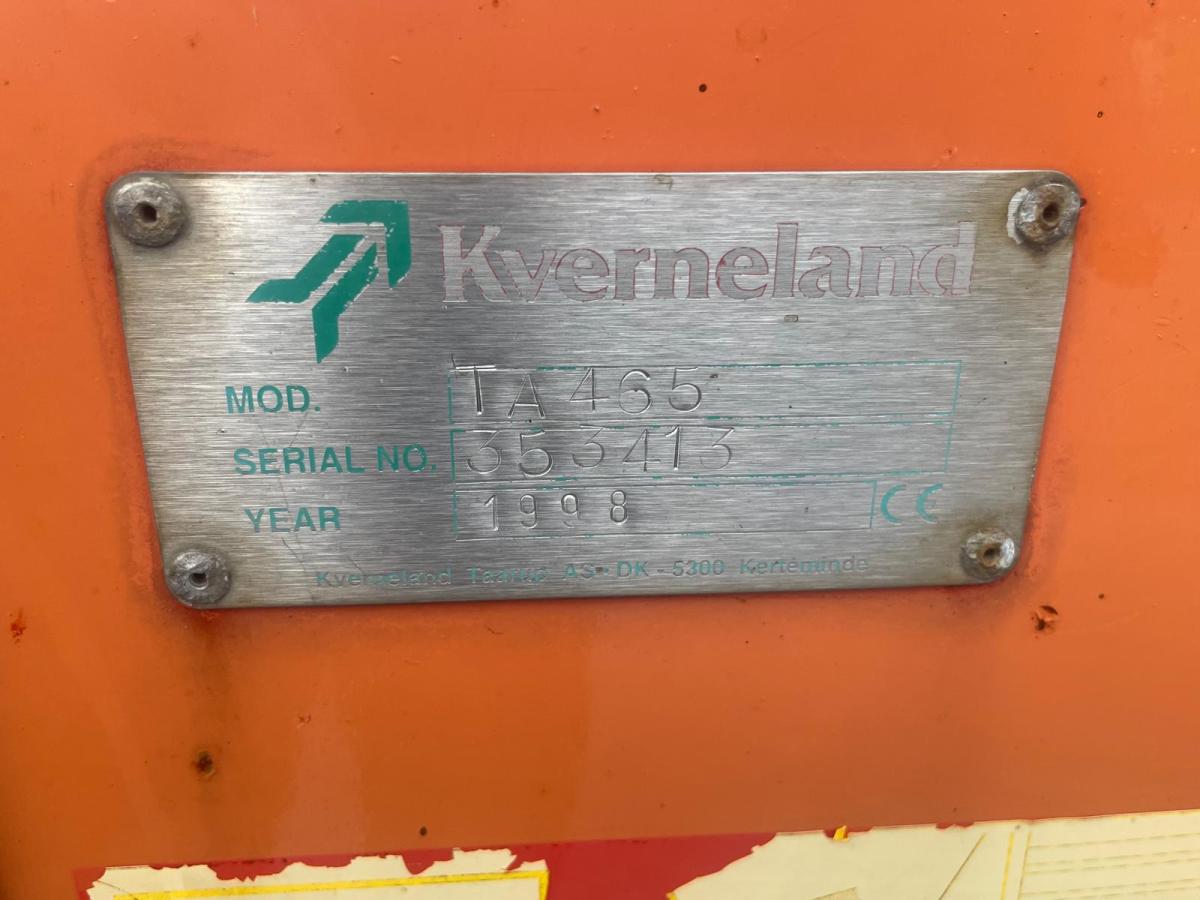 Kverneland
MOD. TA 465
SERIAL NO. 353413
YEAR 1998 CE
Kverneland Taarup AS · DK - 5300 Kerteminde